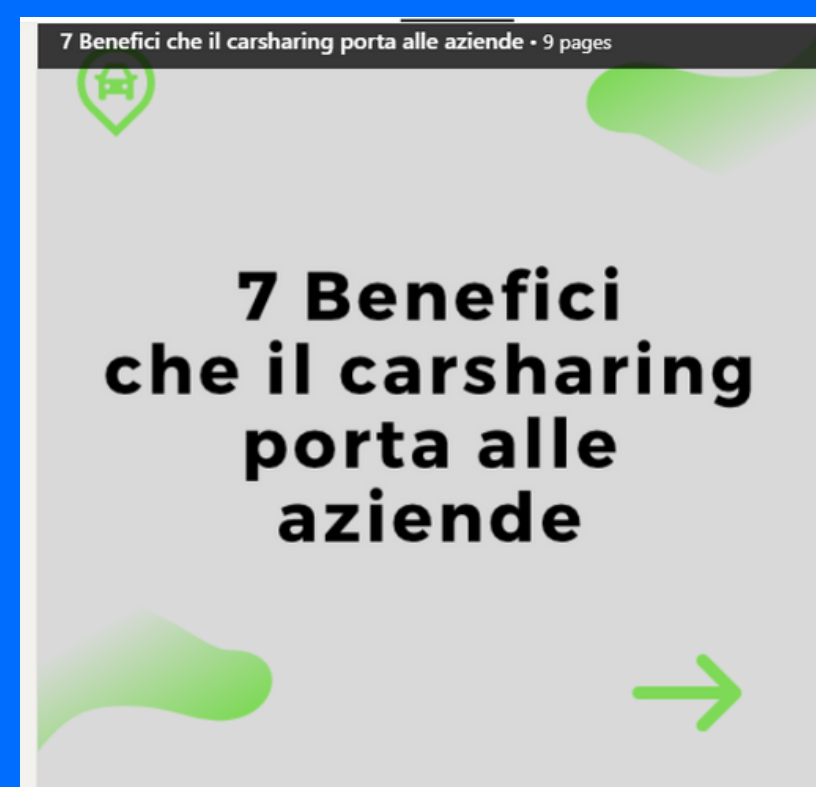 7 Benefici che il carsharing porta alle aziende • 9 pages
7 Benefici
che il carsharing
porta alle
aziende